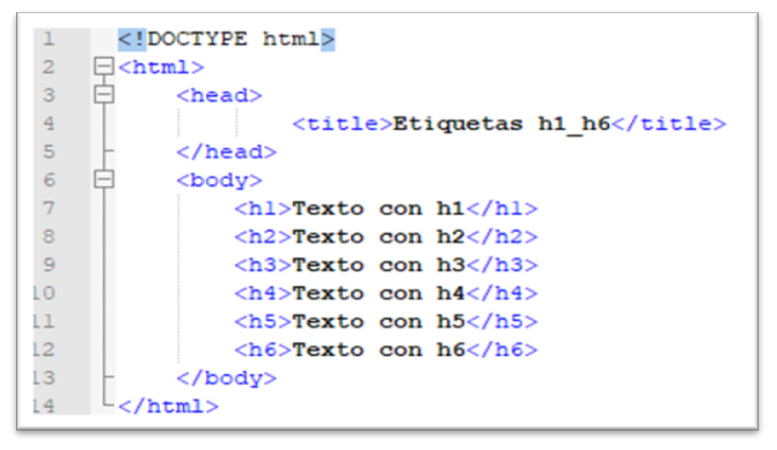 1 <!DOCTYPE html>
2 <html>
3 <head>
4 <title>Etiquetas h1_h6</title>
5 </head>
6 <body>
7 <h1>Texto con h1</h1>
8 <h2>Texto con h2</h2>
9 <h3>Texto con h3</h3>
10 <h4>Texto con h4</h4>
11 <h5>Texto con h5</h5>
12 <h6>Texto con h6</h6>
13 </body>
14 </html>